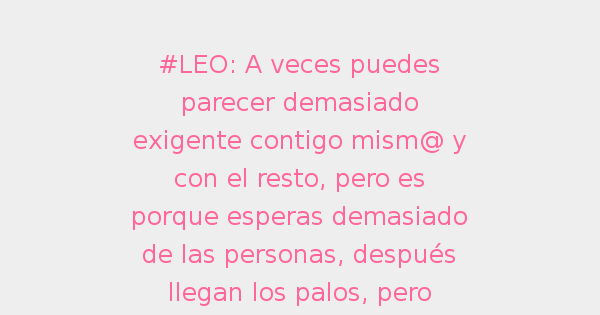 #LEO: A veces puedes
parecer demasiado
exigente contigo mism@ y
con el resto, pero es
porque esperas demasiado
de las personas, después
llegan los palos, pero